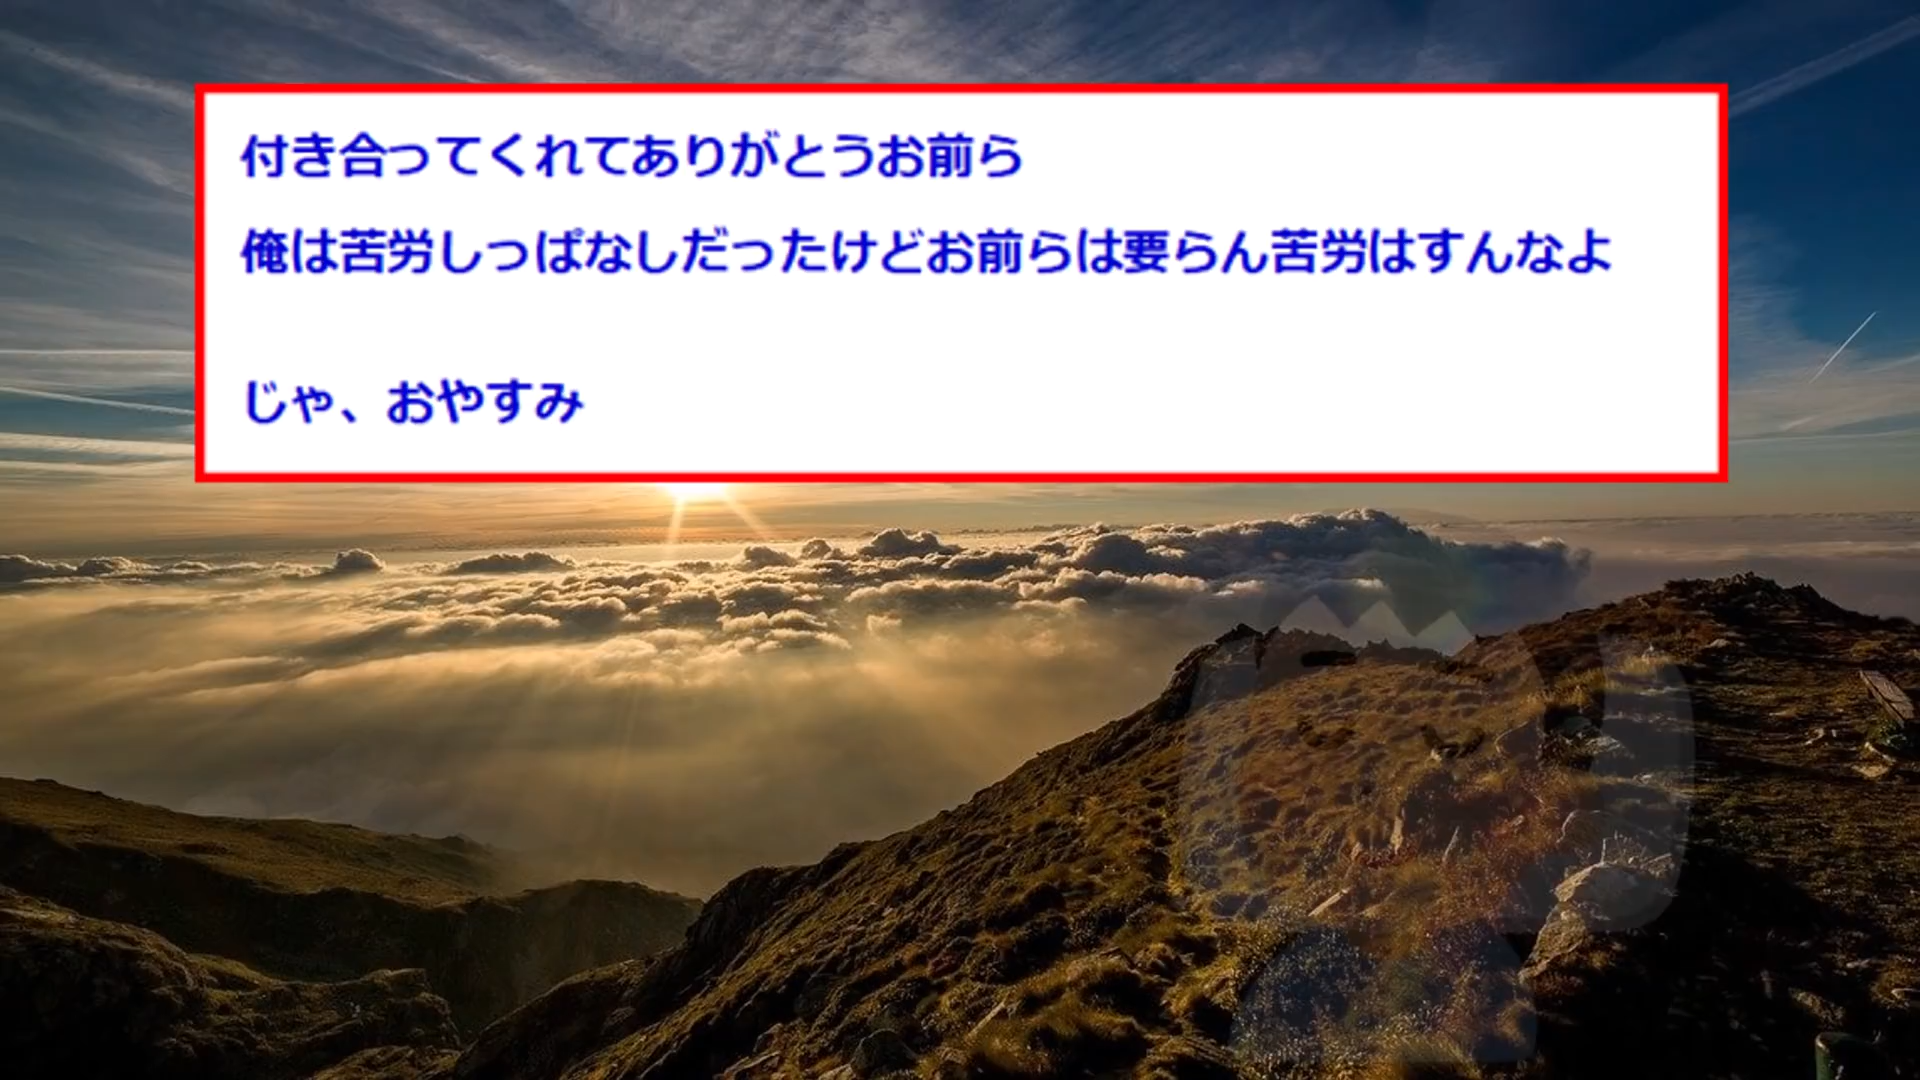 付き合ってくれてありがとうお前ら
俺は苦労しっぱなしだったけどお前らは要らん苦労はすんなよ
じゃ、おやすみ